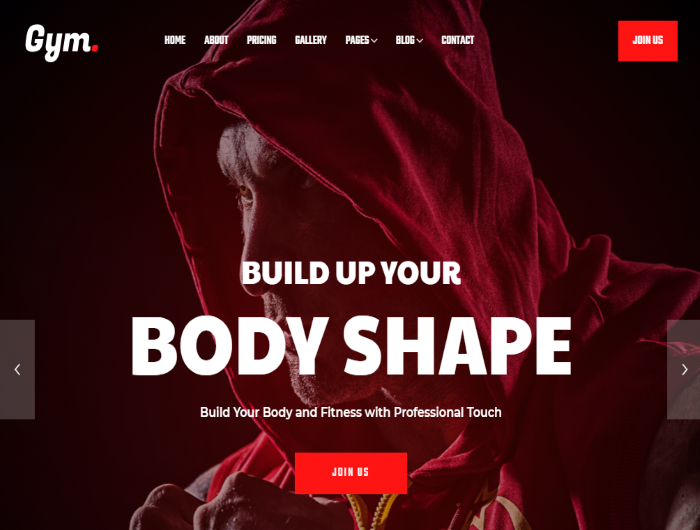 Gym.
HOME ABOUT PRICING GALLERY PAGES BLOG CONTACT
JOIN US
BUILD UP YOUR
BODY SHAPE
Build Your Body and Fitness with Professional Touch
JOIN US